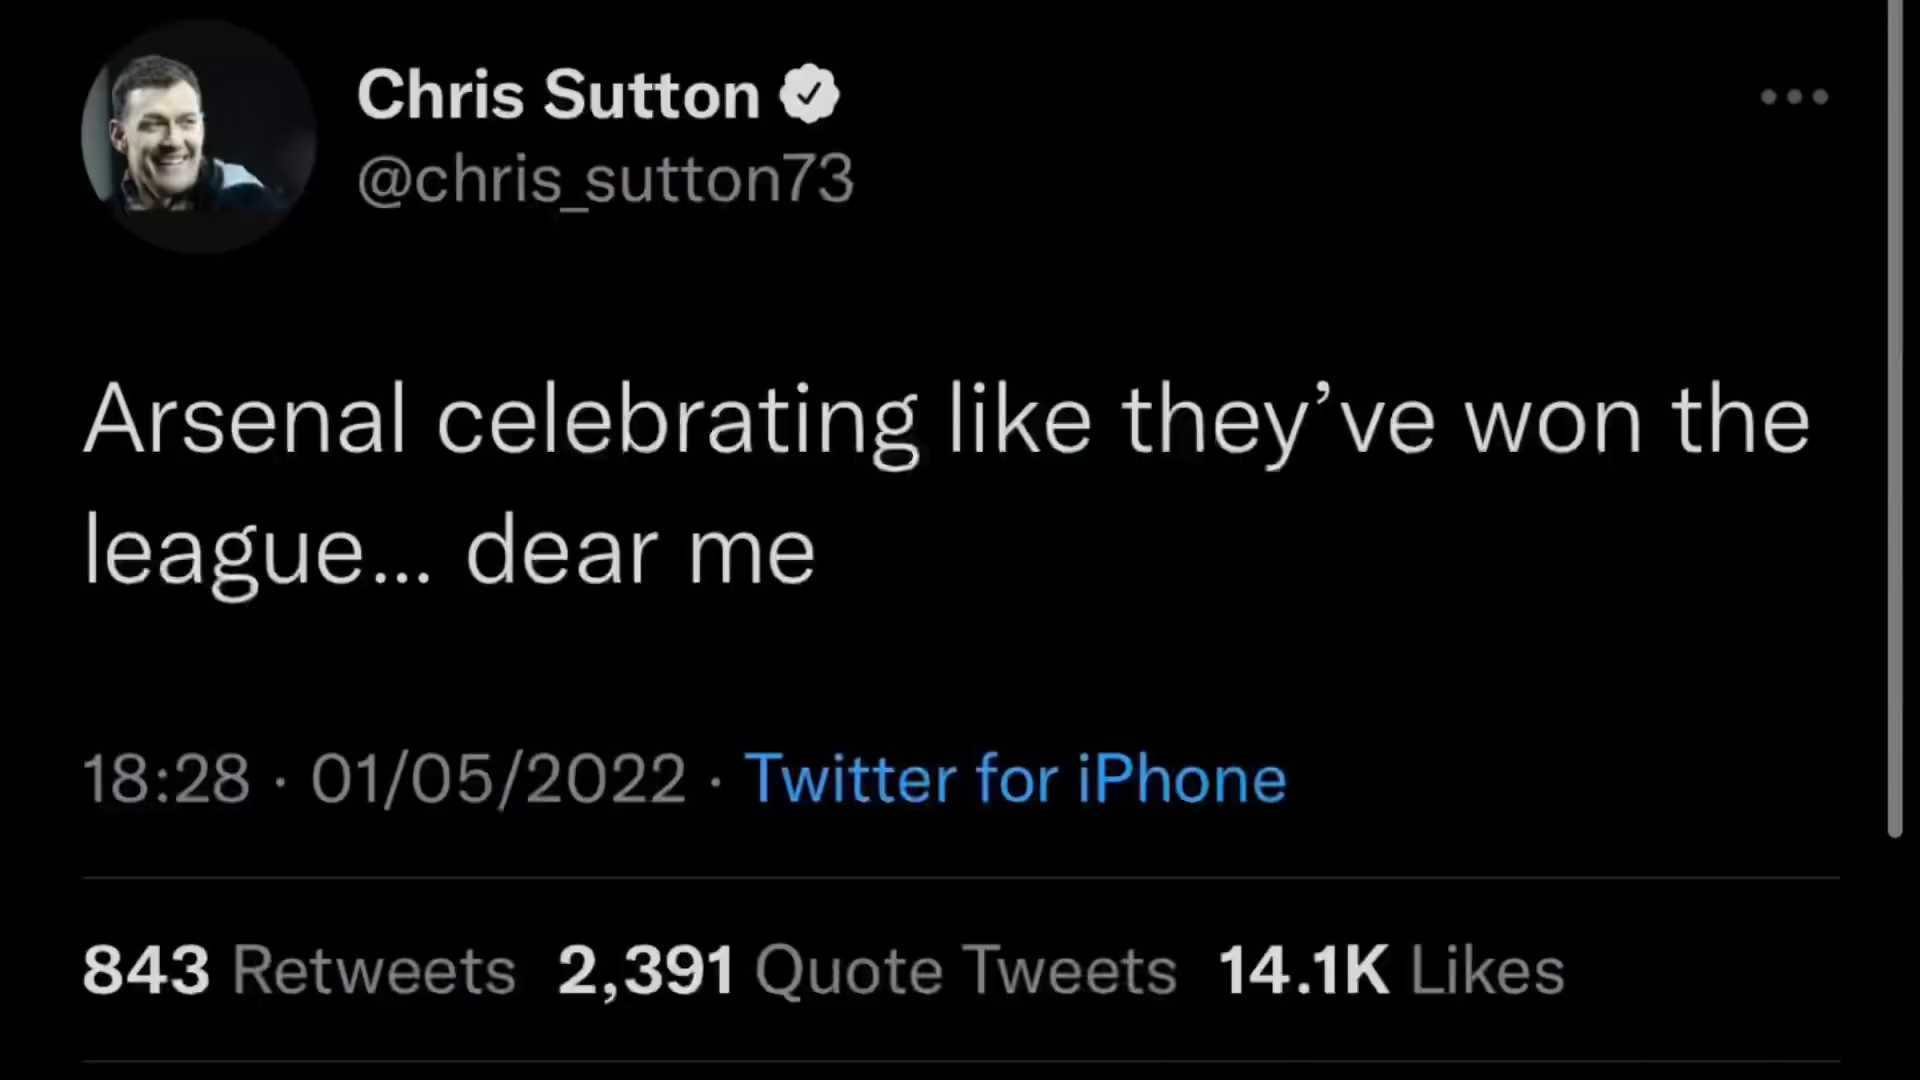 Chris Sutton
@chris_sutton73
Arsenal celebrating like they’ve won the
league... dear me
18:28 · 01/05/2022 · Twitter for iPhone
843 Retweets 2,391 Quote Tweets 14.1K Likes